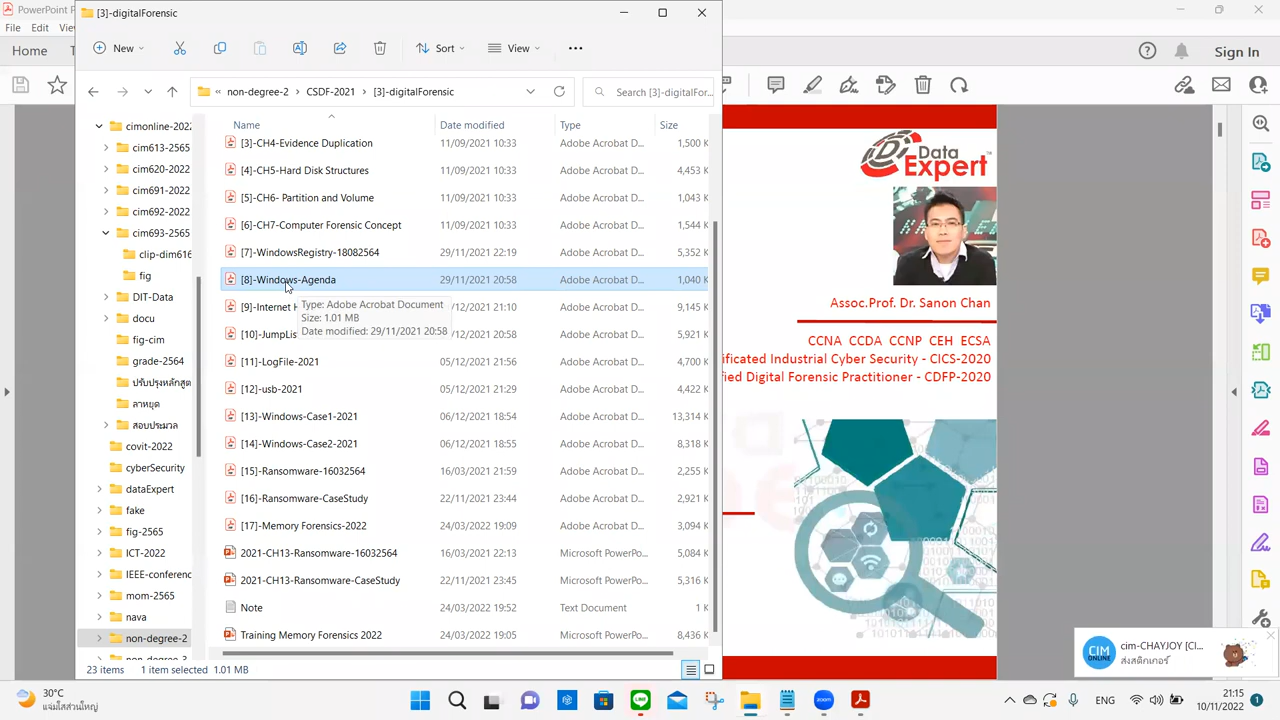 PowerPoint
[3]-digitalForensic
File Edit
Home
Sign In
New Sort View
« non-degree-2 > CSDF-2021 > [3]-digitalForensic
Search [3]-digitalFor...
Name Date modified Type Size
[3]-CH4-Evidence Duplication 11/09/2021 10:33 Adobe Acrobat D... 1,500 K
[4]-CH5-Hard Disk Structures 11/09/2021 10:33 Adobe Acrobat D... 4,453 K
[5]-CH6- Partition and Volume 11/09/2021 10:33 Adobe Acrobat D... 1,043 K
[6]-CH7-Computer Forensic Concept 11/09/2021 10:33 Adobe Acrobat D... 1,544 K
[7]-WindowsRegistry-18082564 29/11/2021 22:19 Adobe Acrobat D... 5,352 K
[8]-Windows-Agenda 29/11/2021 20:58 Adobe Acrobat D... 1,040 K
[9]-Internet /12/2021 21:10 Adobe Acrobat D... 9,145 K
[10]-JumpLis /12/2021 20:58 Adobe Acrobat D... 5,921 K
[11]-LogFile-2021 05/12/2021 21:56 Adobe Acrobat D... 4,700 K
[12]-usb-2021 05/12/2021 21:29 Adobe Acrobat D... 4,422 K
[13]-Windows-Case1-2021 06/12/2021 18:54 Adobe Acrobat D... 13,314 K
[14]-Windows-Case2-2021 06/12/2021 18:55 Adobe Acrobat D... 8,318 K
[15]-Ransomware-16032564 16/03/2022 21:59 Adobe Acrobat D... 2,255 K
[16]-Ransomware-CaseStudy 22/11/2021 23:44 Adobe Acrobat D... 2,921 K
[17]-Memory Forensics-2022 24/03/2022 19:09 Adobe Acrobat D... 3,094 K
2021-CH13-Ransomware-16032564 16/03/2022 22:13 Microsoft PowerPo... 5,084 K
2021-CH13-Ransomware-CaseStudy 22/11/2021 23:45 Microsoft PowerPo... 5,316 K
Note 24/03/2022 19:52 Text Document 1 K
Training Memory Forensics 2022 24/03/2022 19:05 Microsoft PowerPo... 8,436 K
Type: Adobe Acrobat Document
Size: 1.01 MB
Date modified: 29/11/2021 20:58
cimonline-2022
cim613-2565
cim620-2022
cim691-2022
cim692-2022
cim693-2565
clip-dim616
fig
DIT-Data
docu
fig-cim
grade-2564
ปรับปรุงหลักสูต
ลาหยุด
สอบประมวล
covit-2022
cyberSecurity
dataExpert
fake
fig-2565
ICT-2022
IEEE-conferenc
mom-2565
nava
non-degree-2
non-degree-3
23 items 1 item selected 1.01 MB
Data
Expert
Assoc.Prof. Dr. Sanon Chan
CCNA CCDA CCNP CEH ECSA
ificated Industrial Cyber Security - CICS-2020
fied Digital Forensic Practitioner - CDFP-2020
CIM
ONLINE
cim-CHAYJOY [CI...
ส่งสติกเกอร์
30°C
แจ่มใสส่วนใหญ่
ENG
21:15
10/11/2022
1